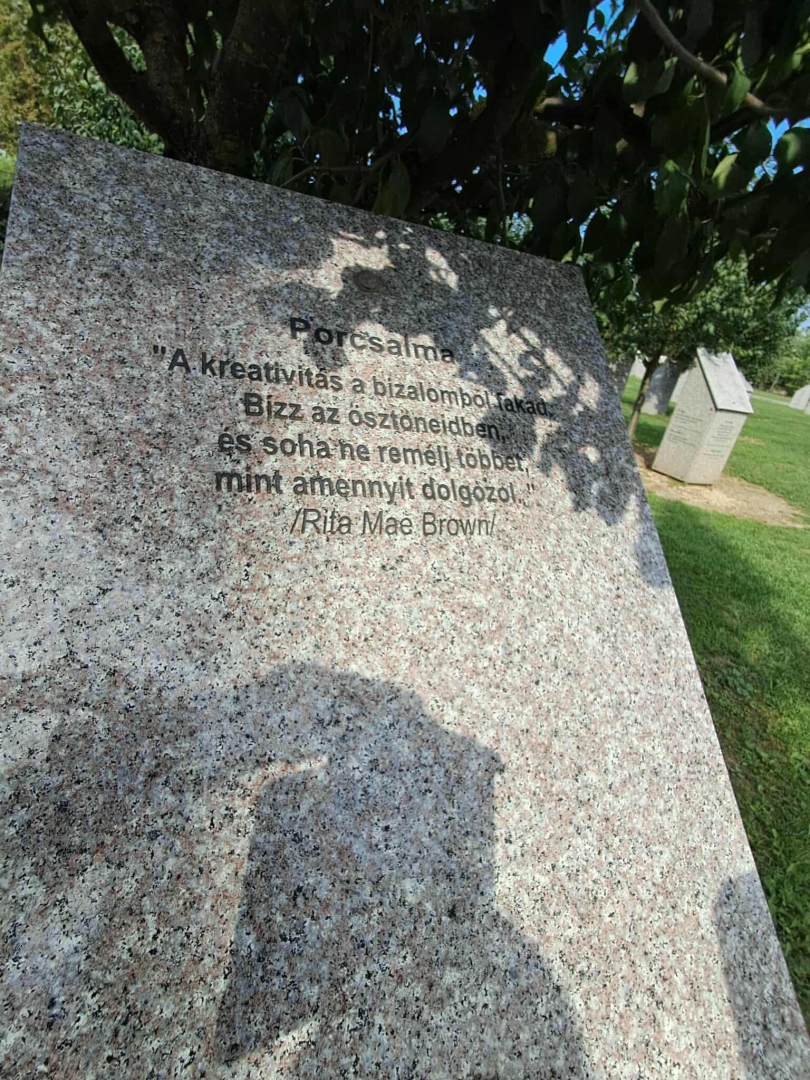 Porcsalma
"A kreativitás a bizalomból fakad.
Bízz az ösztöneidben,
és soha ne remélj többet,
mint amennyit dolgozol."
/Rita Mae Brown/